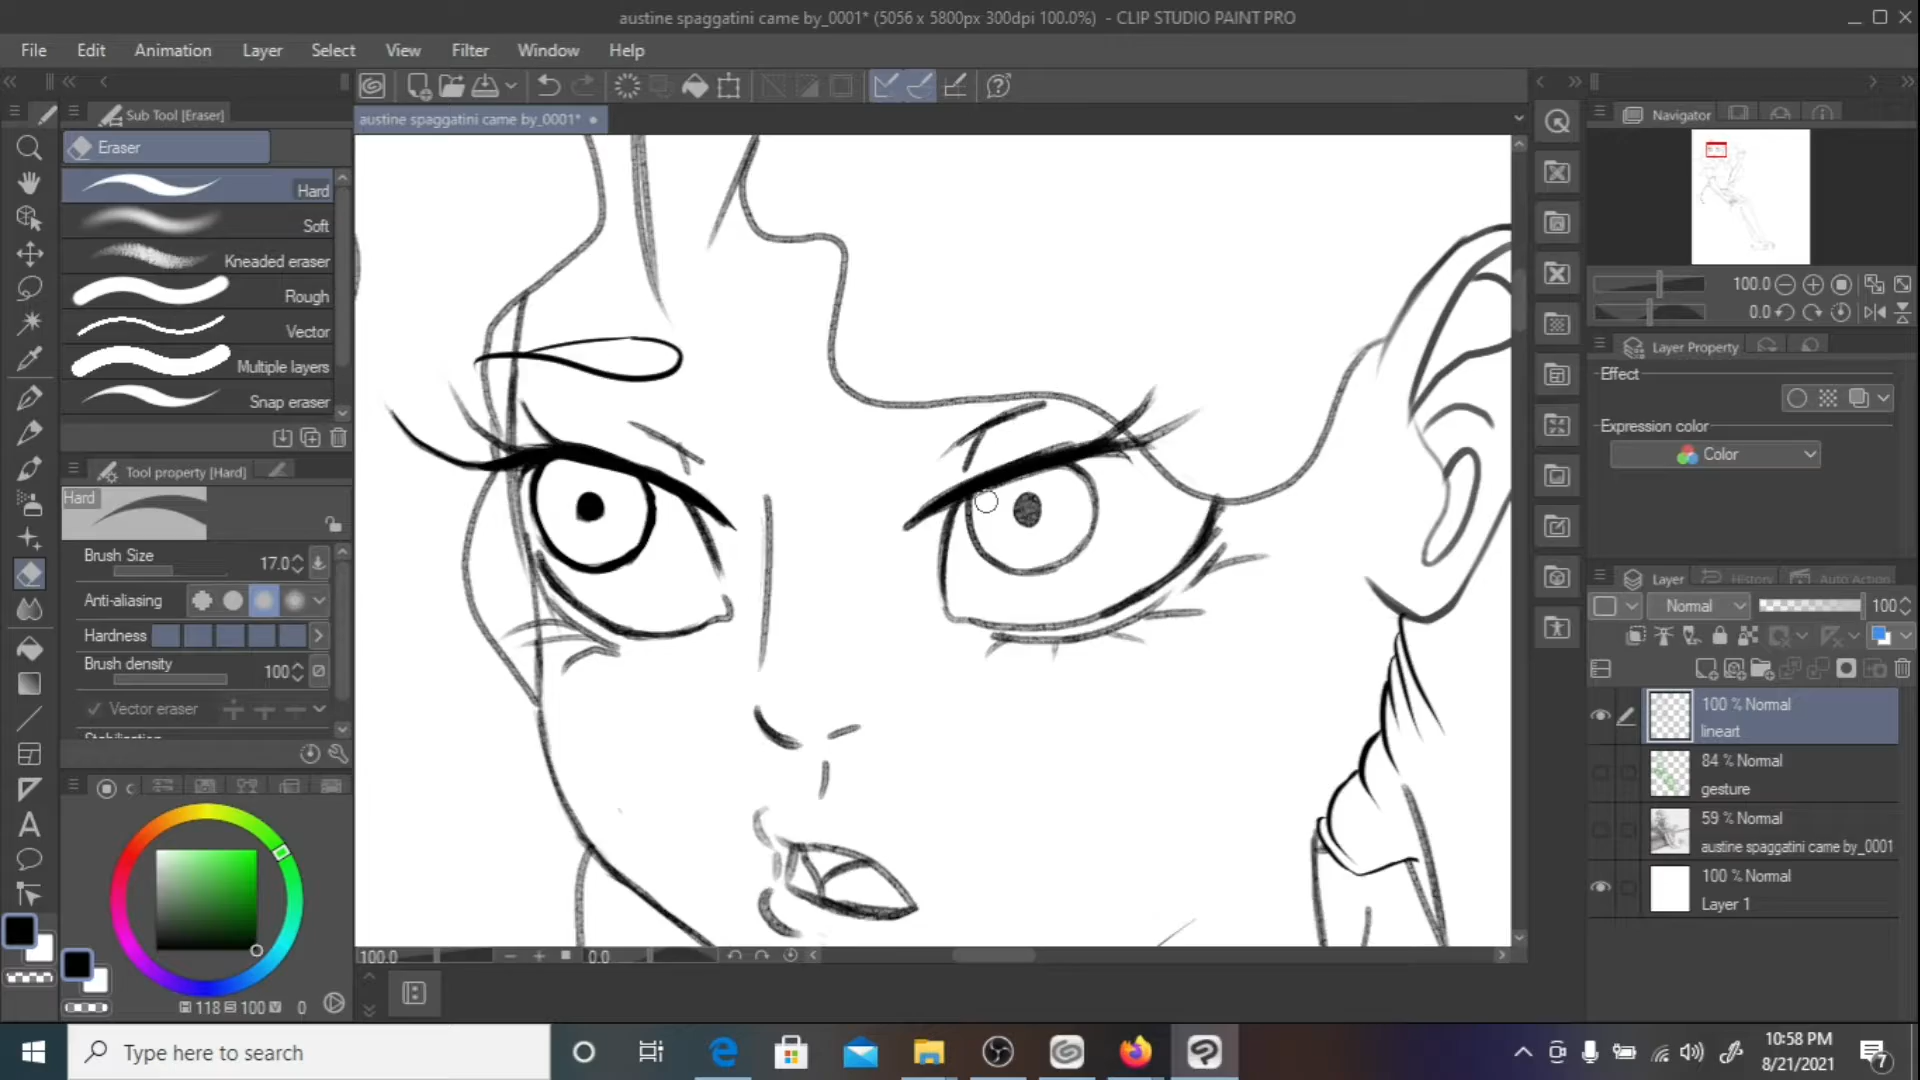 austine spaggatini came by_0001* (5056 x 5800px 300dpi 100.0%)  - CLIP STUDIO PAINT PRO
File Edit Animation Layer Select View Filter Window Help
Sub Tool [Eraser]
austine spaggatini came by_0001*
Navigator
Eraser
Hard
Soft
Kneaded eraser
Rough
Vector
Multiple layers
Snap eraser
100.0
0.0
Layer Property
Effect
Expression color
Color
Tool property [Hard]
Hard
Brush Size 17.0
Anti-aliasing
Hardness
Brush density 100
Vector eraser
Layer History Auto Action
Normal 100
100 % Normal
lineart
84 % Normal
gesture
59 % Normal
austine spaggatini came by_0001
100 % Normal
Layer 1
100.0 0.0
H 118 S 100 V 0
Type here to search
10:58 PM
8/21/2021
7